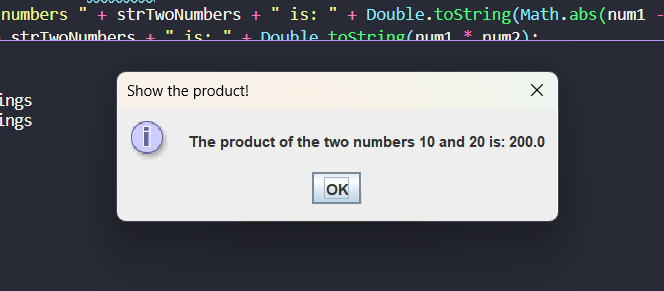 numbers " + strTwoNumbers + " is: " + Double.toString(Math.abs(num1 -
+ strTwoNumbers + " is: " + Double.toString(num1 * num2);
ings
ings
Show the product!
The product of the two numbers 10 and 20 is: 200.0
OK